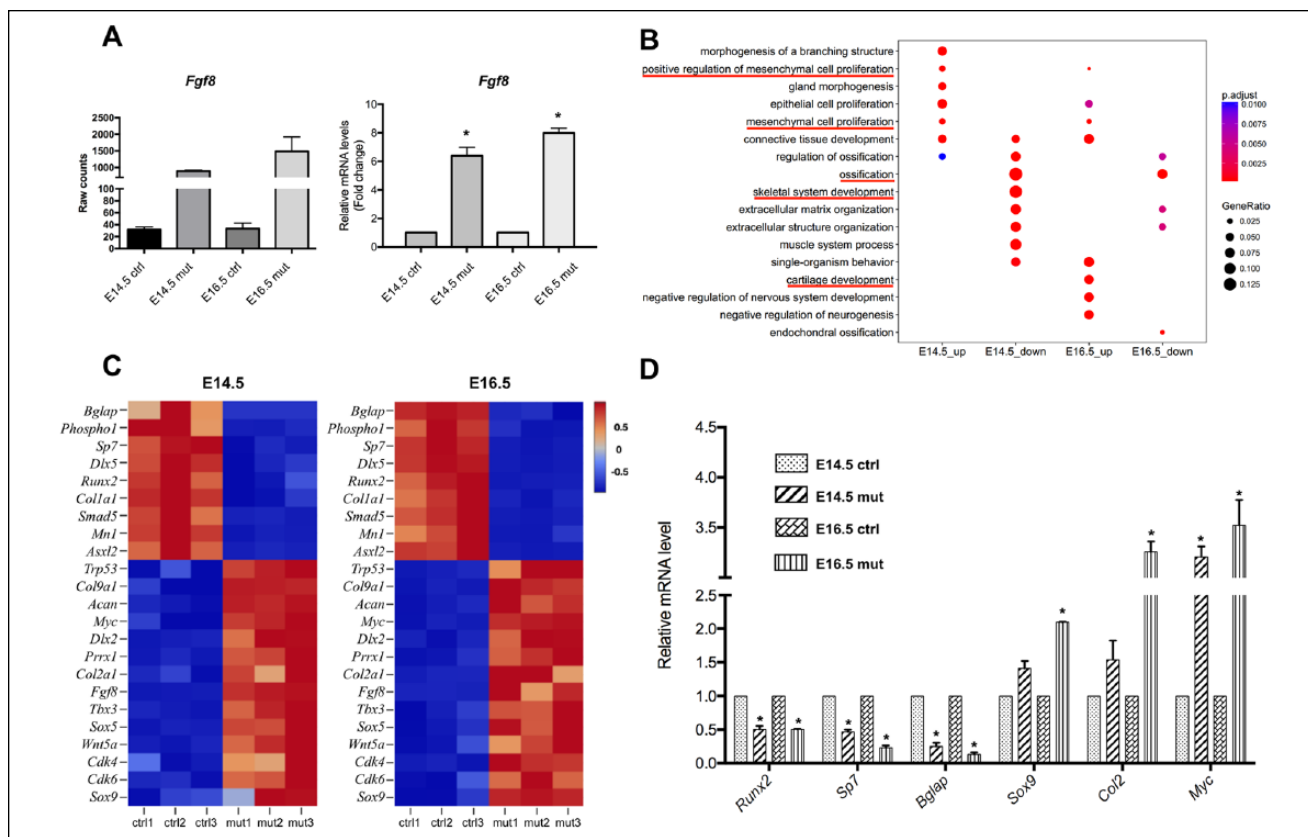 A
Fgf8
Raw counts
2500
2000
1500
1000
500
100
80
60
40
20
0
E14.5 ctrl
E14.5 mut
E16.5 ctrl
E16.5 mut
Fgf8
Relative mRNA levels
(Fold change)
10
8
6
4
2
0
*
*
E14.5 ctrl
E14.5 mut
E16.5 ctrl
E16.5 mut
B
morphogenesis of a branching structure
positive regulation of mesenchymal cell proliferation
gland morphogenesis
epithelial cell proliferation
mesenchymal cell proliferation
connective tissue development
regulation of ossification
ossification
skeletal system development
extracellular matrix organization
extracellular structure organization
muscle system process
single-organism behavior
cartilage development
negative regulation of nervous system development
negative regulation of neurogenesis
endochondral ossification
E14.5_up
E14.5_down
E16.5_up
E16.5_down
p.adjust
0.0100
0.0075
0.0050
0.0025
GeneRatio
0.025
0.050
0.075
0.100
0.125
C
E14.5
Bglap
Phospho1
Sp7
Dlx5
Runx2
Col1a1
Smad5
Mn1
Asxl2
Trp53
Col9a1
Acan
Myc
Dlx2
Prrx1
Col2a1
Fgf8
Tbx3
Sox5
Wnt5a
Cdk4
Cdk6
Sox9
ctrl1 ctrl2 ctrl3 mut1 mut2 mut3
E16.5
Bglap
Phospho1
Sp7
Dlx5
Runx2
Col1a1
Smad5
Mn1
Asxl2
Trp53
Col9a1
Acan
Myc
Dlx2
Prrx1
Col2a1
Fgf8
Tbx3
Sox5
Wnt5a
Cdk4
Cdk6
Sox9
ctrl1 ctrl2 ctrl3 mut1 mut2 mut3
0.5
0
-0.5
D
Relative mRNA level
4.5
4.0
3.5
3.0
2.5
2.0
1.5
1.0
0.5
0.0
E14.5 ctrl
E14.5 mut
E16.5 ctrl
E16.5 mut
* * * * * * * * * *
Runx2
Sp7
Bglap
Sox9
Col2
Myc